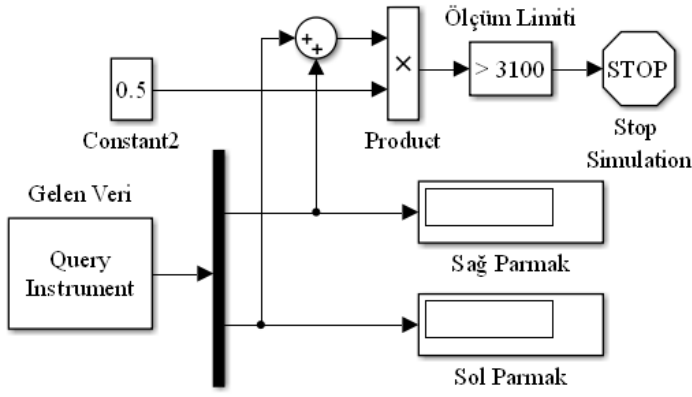 Ölçüm Limiti
+
+
×
0.5
> 3100
STOP
Constant2
Product
Stop
Simulation
Gelen Veri
Query
Instrument
Sağ Parmak
Sol Parmak